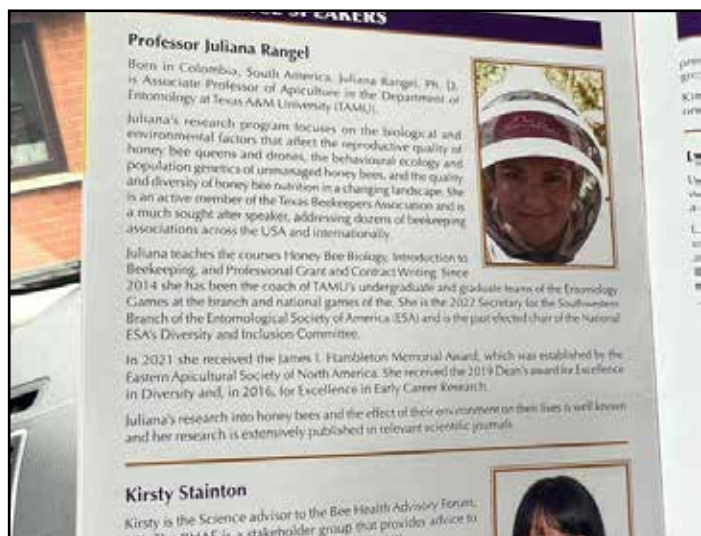 SPEAKERS
Professor Juliana Rangel
Born in Colombia, South America, Juliana Rangel, Ph. D.
is Associate Professor of Apiculture in the Department of
Entomology at Texas A&M University (TAMU).
Juliana's research program focuses on the biological and
environmental factors that affect the reproductive quality of
honey bee queens and drones, the behavioural ecology and
population genetics of unmanaged honey bees, and the quality
and diversity of honey bee nutrition in a changing landscape. She
is an active member of the Texas Beekeepers Association and is
a much sought after speaker, addressing dozens of beekeeping
associations across the USA and internationally.
Juliana teaches the courses Honey Bee Biology, Introduction to
Beekeeping, and Professional Grant and Contract Writing. Since
2014 she has been the coach of TAMU's undergraduate and graduate teams of the Entomology
Games at the branch and national games of the. She is the 2022 Secretary for the Southwestern
Branch of the Entomological Society of America (ESA) and is the past elected chair of the National
ESA's Diversity and Inclusion Committee.
In 2021 she received the James I. Hambleton Memorial Award, which was established by the
Eastern Apicultural Society of North America. She received the 2019 Dean's award for Excellence
in Diversity and, in 2016, for Excellence in Early Career Research.
Juliana's research into honey bees and the effect of their environment on their lives is well known
and her research is extensively published in relevant scientific journals.
Kirsty Stainton
Kirsty is the Science advisor to the Bee Health Advisory Forum,
BHAF is a stakeholder group that provides advice to